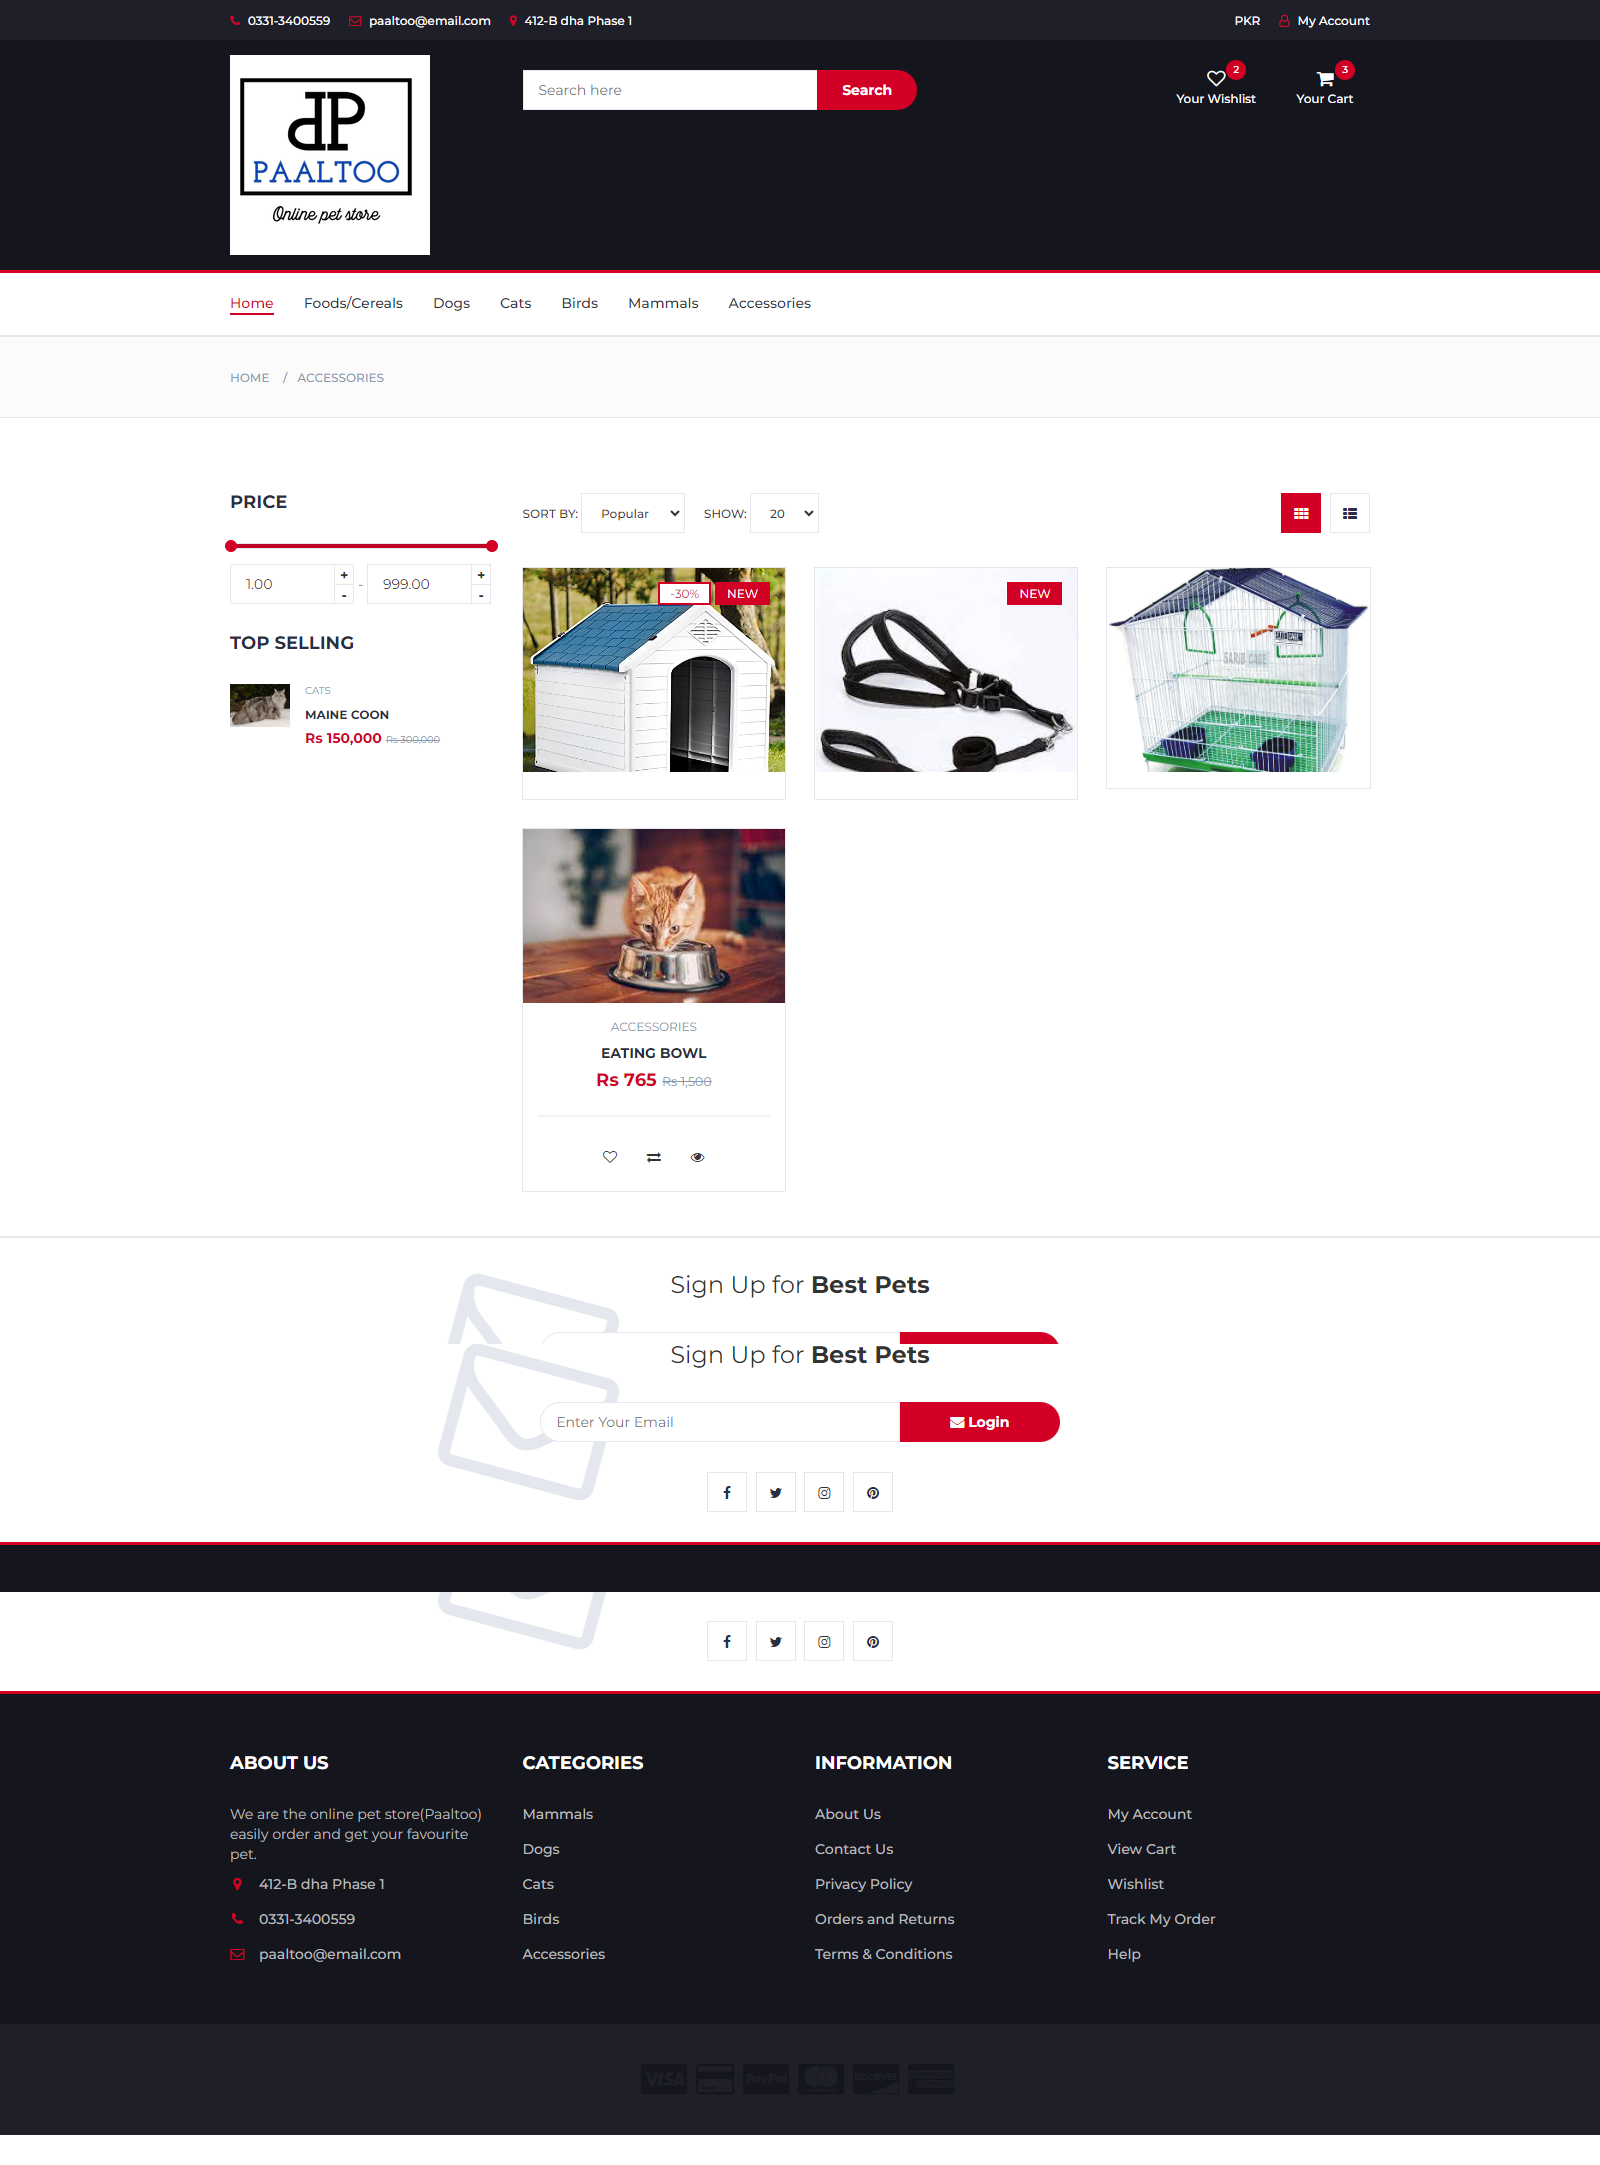 0331-3400559 paaltoo@email.com 412-B dha Phase 1 PKR My Account
PAALTOO
Online pet store
Search here Search
2
Your Wishlist
3
Your Cart
Home Foods/Cereals Dogs Cats Birds Mammals Accessories
HOME / ACCESSORIES
PRICE
1.00 + - - 999.00 + -
TOP SELLING
CATS
MAINE COON
Rs 150,000 Rs 300,000
SORT BY: Popular SHOW: 20
-30% NEW
NEW
SARIB CAGE
SARIB CAGE
ACCESSORIES
EATING BOWL
Rs 765 Rs 1,500
Sign Up for Best Pets
Sign Up for Best Pets
Enter Your Email Login
ABOUT US
We are the online pet store(Paaltoo)
easily order and get your favourite
pet.
412-B dha Phase 1
0331-3400559
paaltoo@email.com
CATEGORIES
Mammals
Dogs
Cats
Birds
Accessories
INFORMATION
About Us
Contact Us
Privacy Policy
Orders and Returns
Terms & Conditions
SERVICE
My Account
View Cart
Wishlist
Track My Order
Help
VISA PayPal DISCOVER